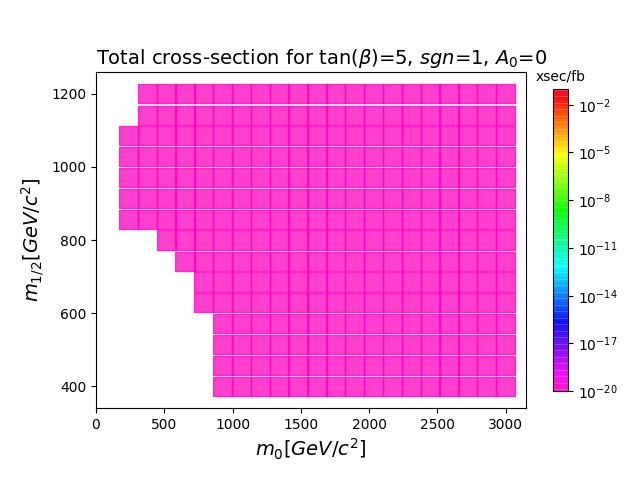 Total cross-section for tan(β)=5, sgn=1, A₀=0
xsec/fb
1200
1000
800
600
400
m₁/₂[GeV/c²]
0 500 1000 1500 2000 2500 3000
m₀[GeV/c²]
10⁻²
10⁻⁵
10⁻⁸
10⁻¹¹
10⁻¹⁴
10⁻¹⁷
10⁻²⁰